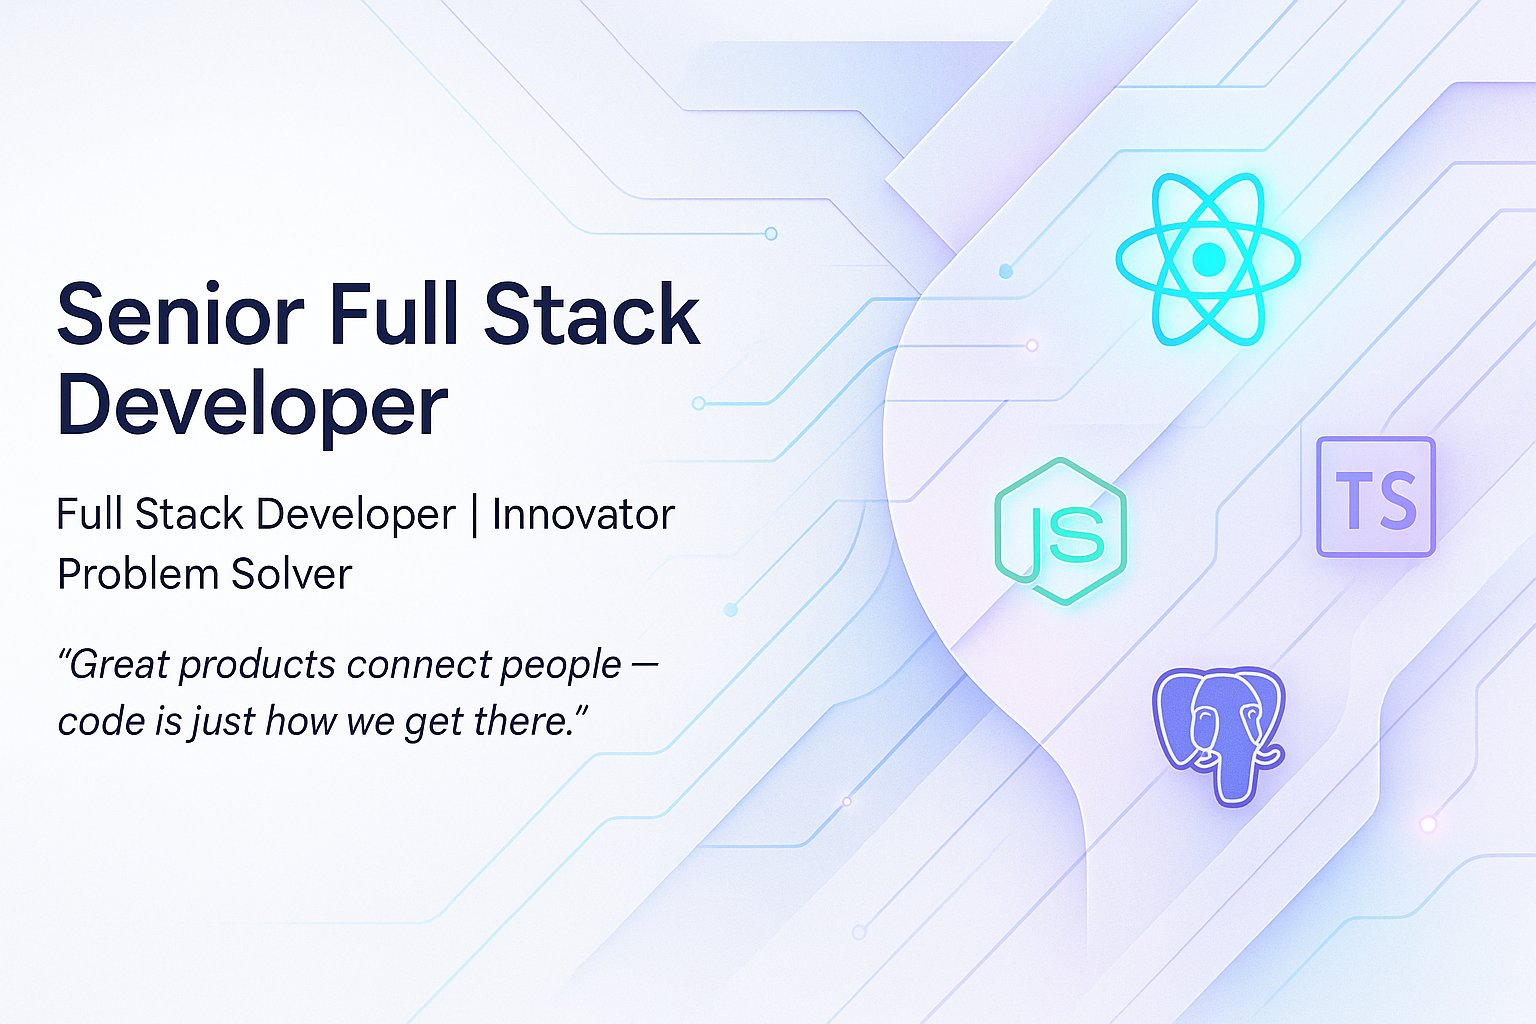 Senior Full Stack
Developer
Full Stack Developer | Innovator
Problem Solver
“Great products connect people —
code is just how we get there.”
JS
TS